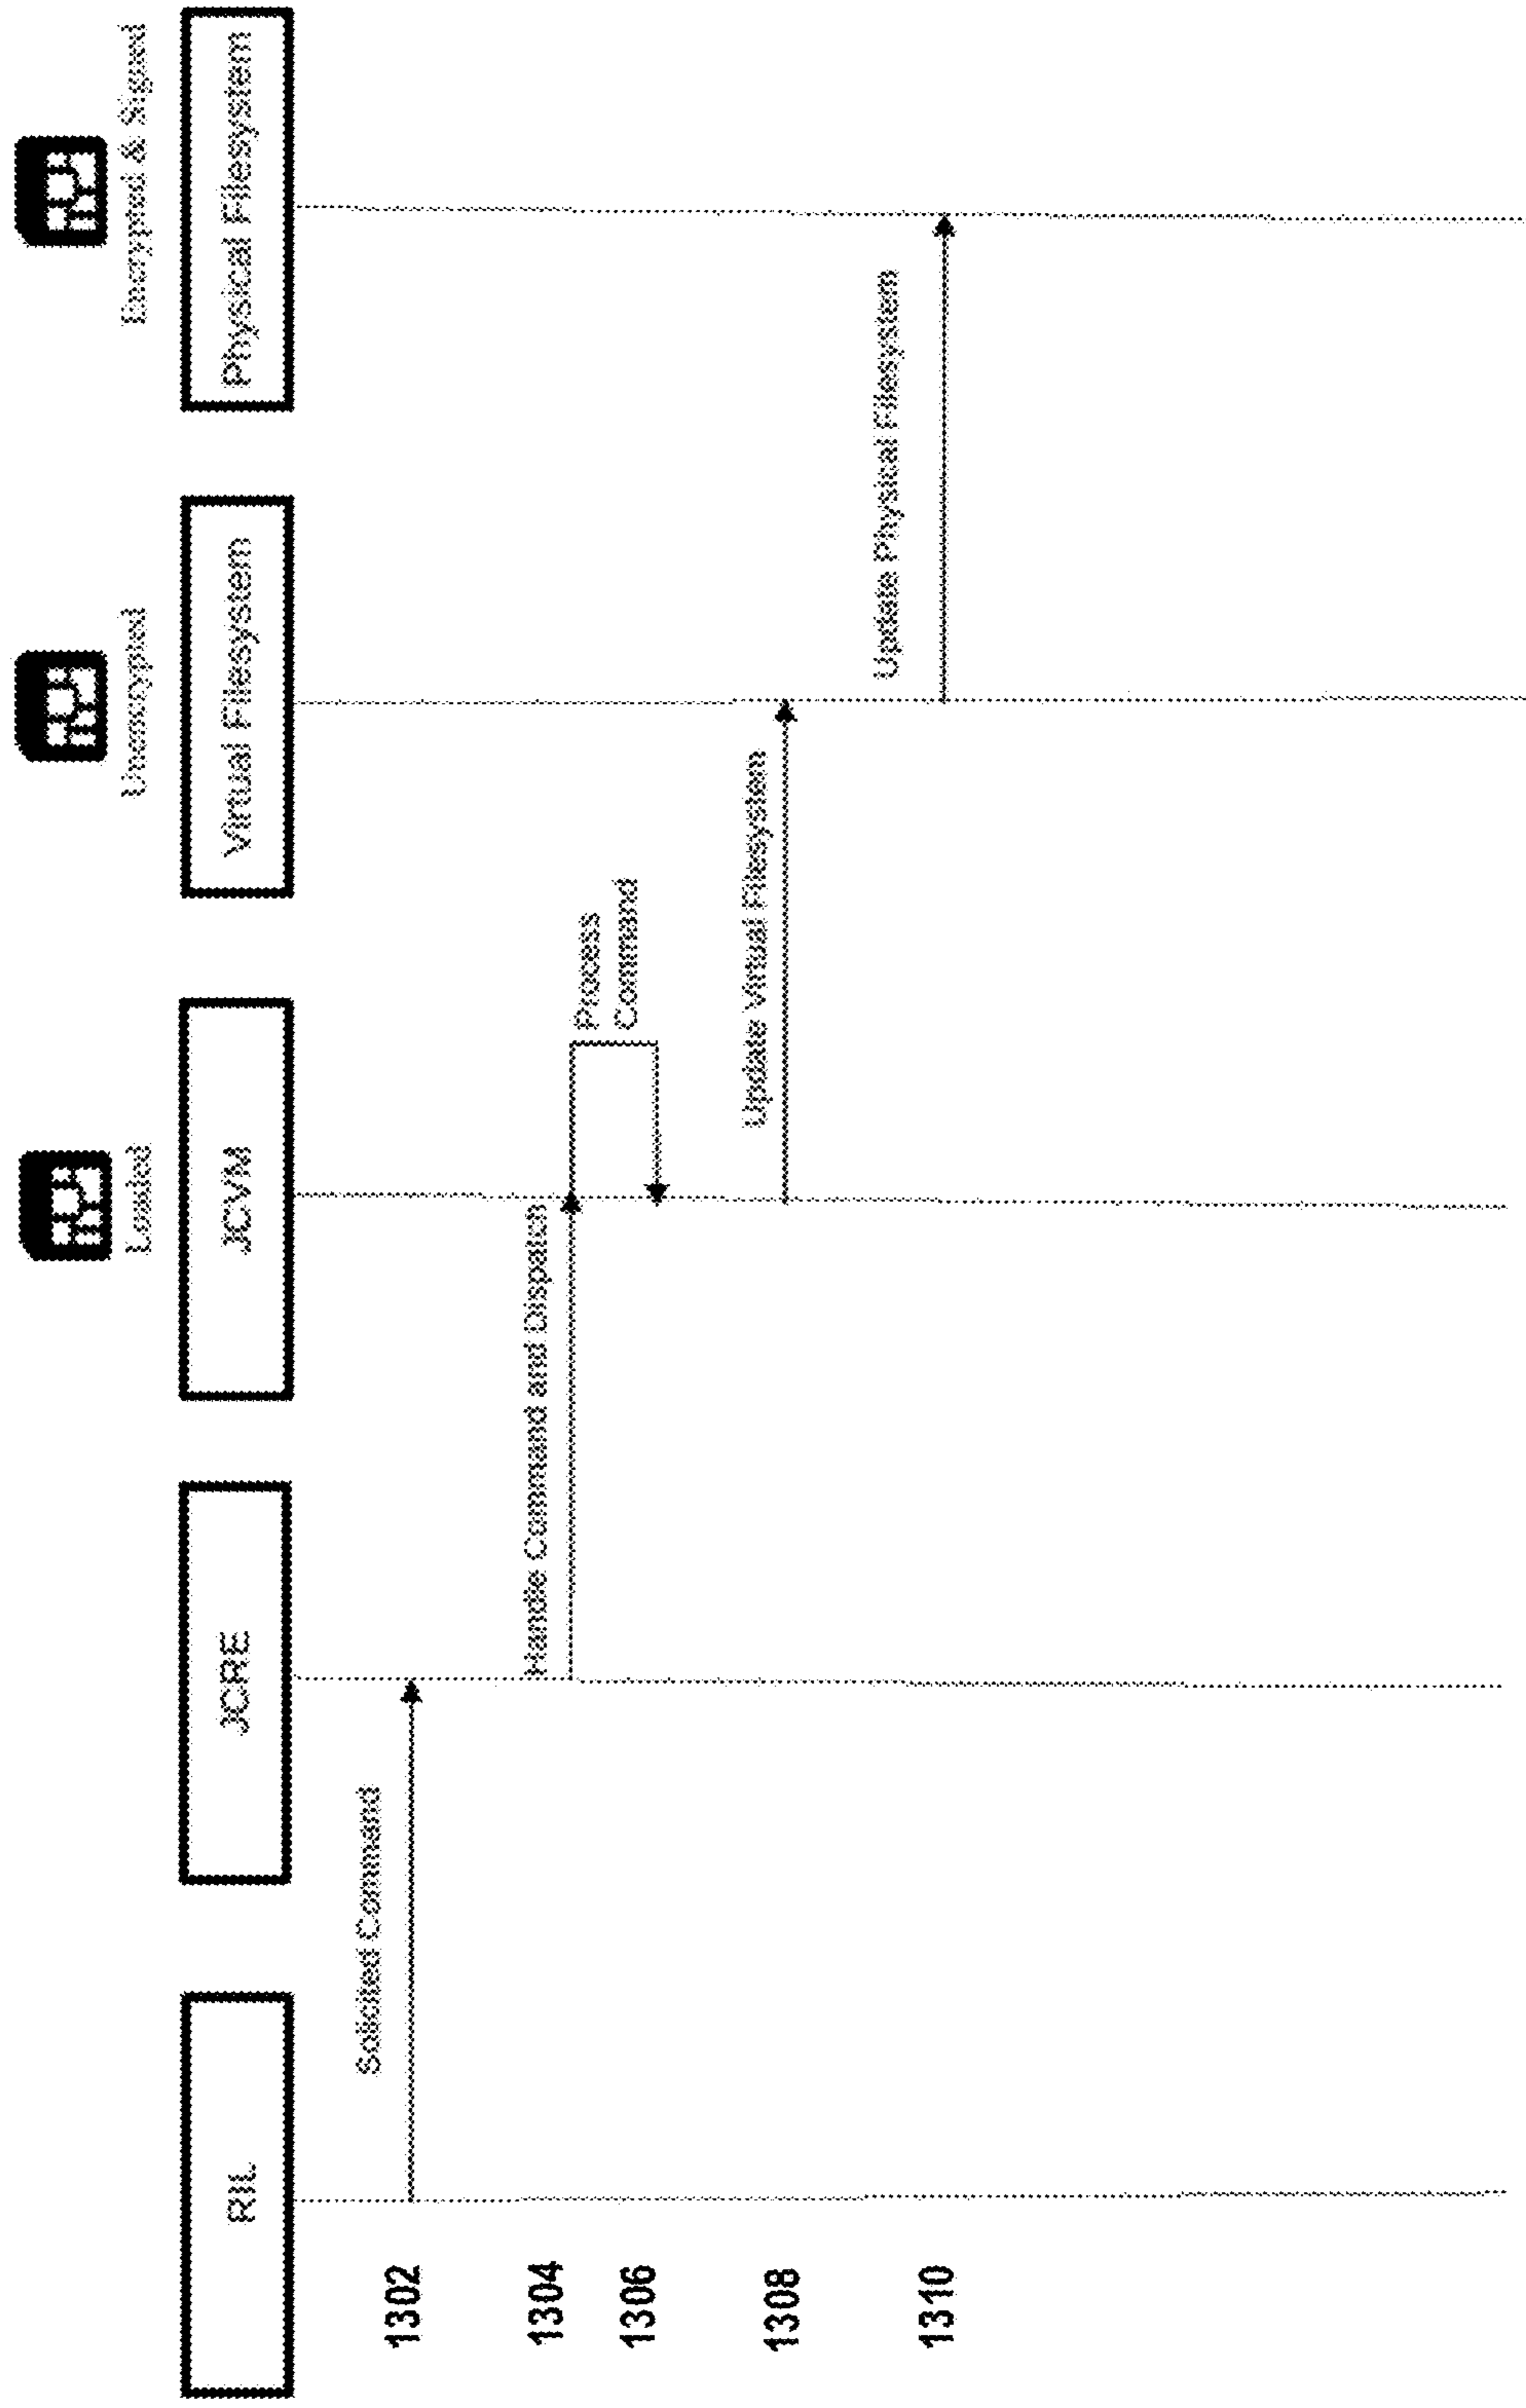 Loaded
Unencrypted
Encrypted & Signed
RIL
JCRE
JCVM
Virtual Filesystem
Physical Filesystem
1302
Solicited Command
1304
Handle Command and Dispatch
1306
Process
Command
1308
Update Virtual Filesystem
1310
Update Physical Filesystem